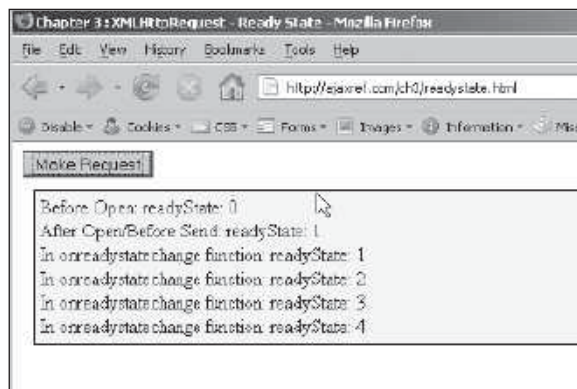 Chapter 3 : XMLHttpRequest - Ready State - Mozilla Firefox
File Edit View History Bookmarks Tools Help
http://ajaxref.com/ch3/readystate.html
Disable Cookies CSS Forms Images Information Misc
Make Request
Before Open: readyState: 0
After Open/Before Send: readyState: 1
In onreadystatechange function: readyState: 1
In onreadystatechange function: readyState: 2
In onreadystatechange function: readyState: 3
In onreadystatechange function: readyState: 4